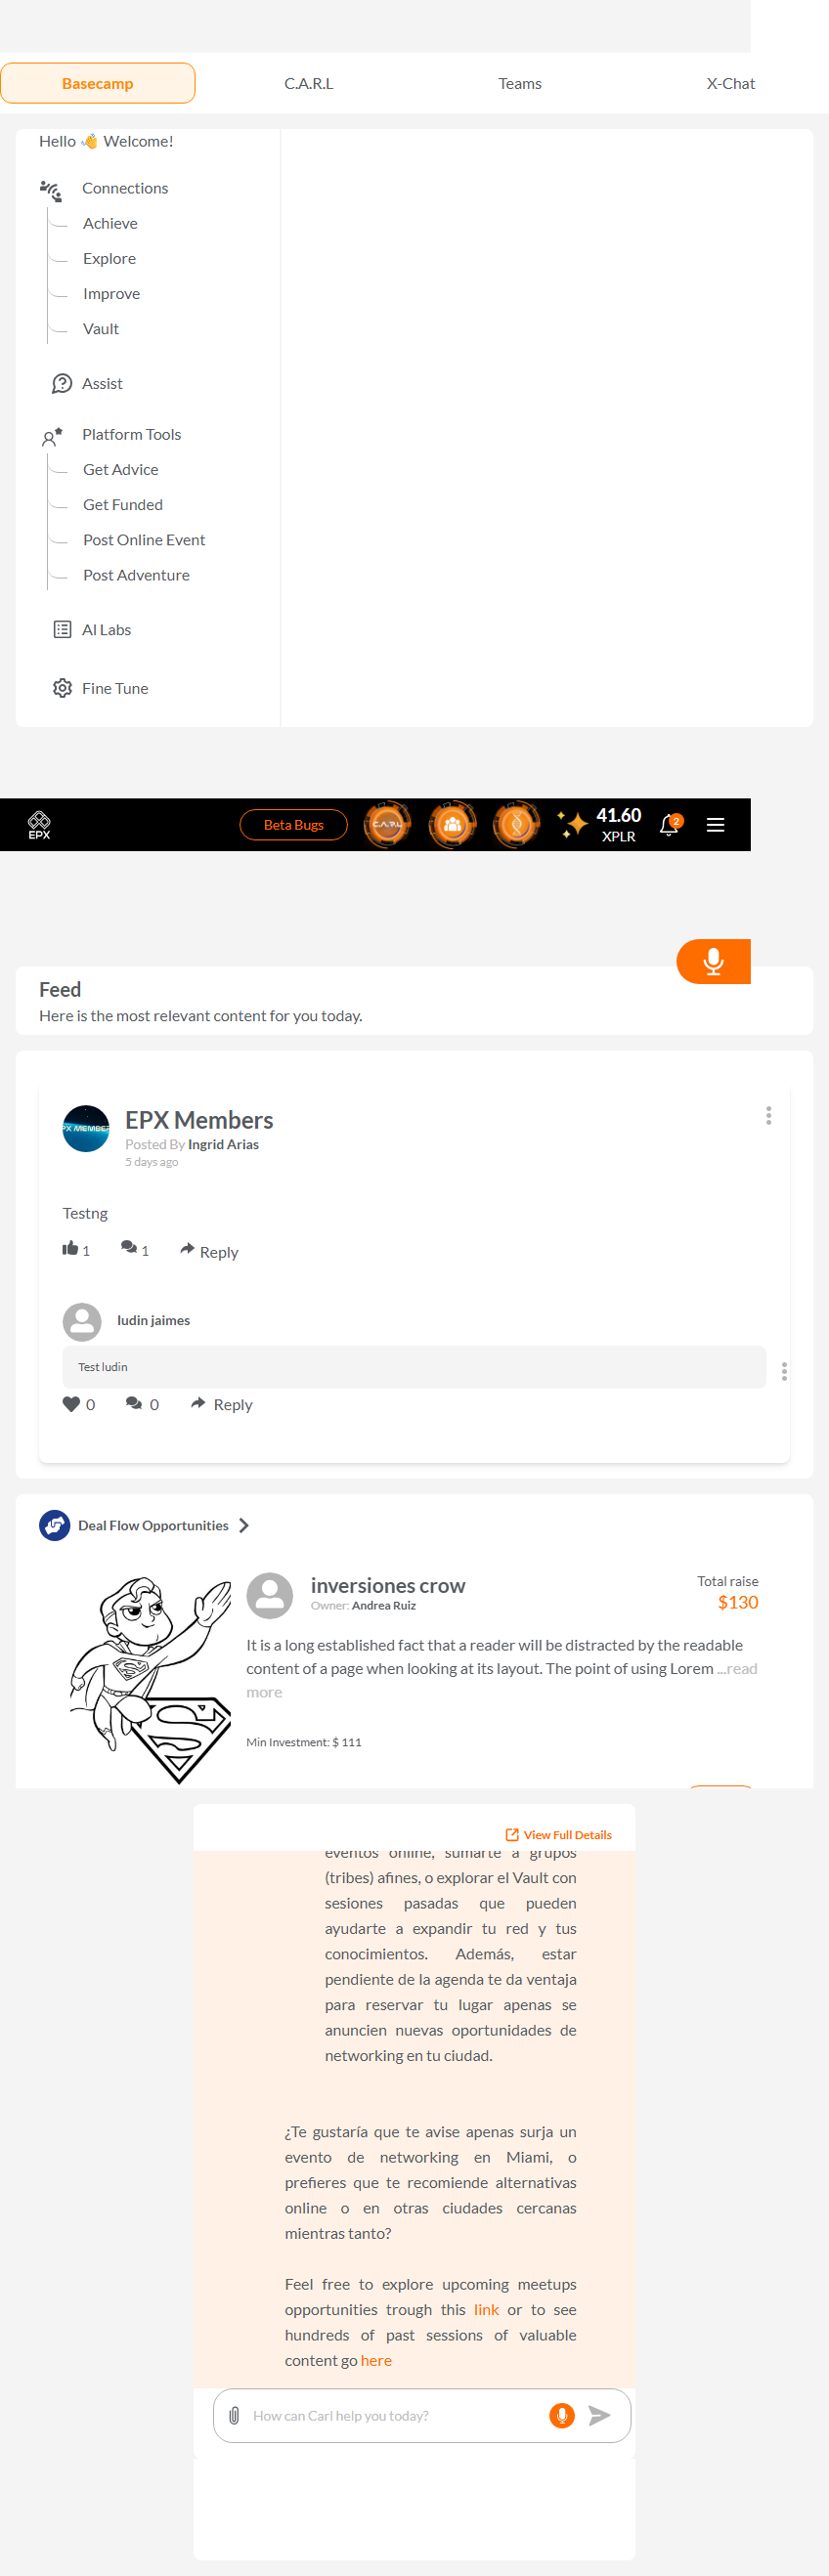 Basecamp
C.A.R.L
Teams
X-Chat
Hello 👋 Welcome!
Connections
Achieve
Explore
Improve
Vault
Assist
Platform Tools
Get Advice
Get Funded
Post Online Event
Post Adventure
AI Labs
Fine Tune
EPX
Beta Bugs
C.A.R.L
41.60
XPLR
2
Feed
Here is the most relevant content for you today.
PX MEMBER
EPX Members
Posted By Ingrid Arias
5 days ago
Testng
1
1
Reply
ludin jaimes
Test ludin
0
0
Reply
Deal Flow Opportunities
inversiones crow
Owner: Andrea Ruiz
Total raise
$130
It is a long established fact that a reader will be distracted by the readable
content of a page when looking at its layout. The point of using Lorem ...read
more
Min Investment: $ 111
View Full Details
eventos online, sumarte a grupos
(tribes) afines, o explorar el Vault con
sesiones pasadas que pueden
ayudarte a expandir tu red y tus
conocimientos. Además, estar
pendiente de la agenda te da ventaja
para reservar tu lugar apenas se
anuncien nuevas oportunidades de
networking en tu ciudad.
¿Te gustaría que te avise apenas surja un
evento de networking en Miami, o
prefieres que te recomiende alternativas
online o en otras ciudades cercanas
mientras tanto?
Feel free to explore upcoming meetups
opportunities trough this link or to see
hundreds of past sessions of valuable
content go here
How can Carl help you today?